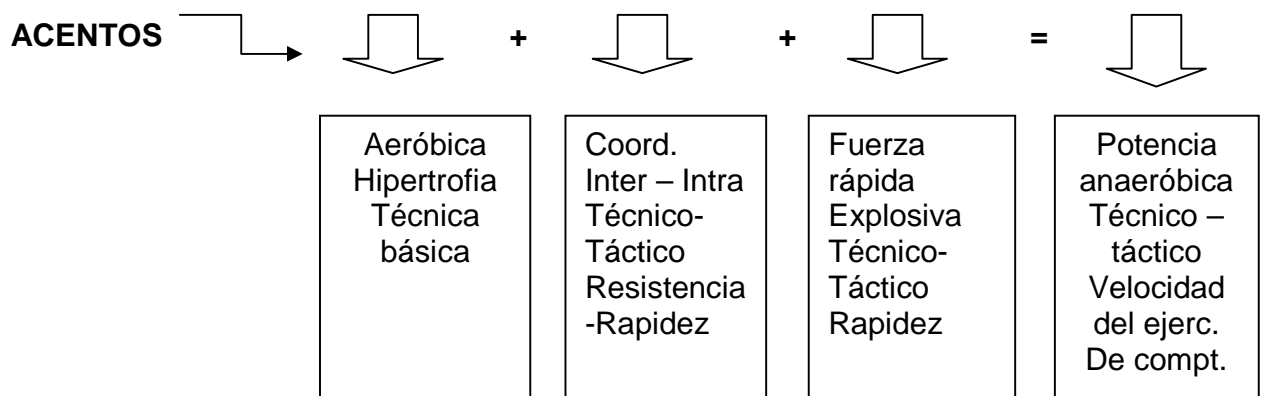 ACENTOS + + =
Aeróbica
Hipertrofia
Técnica
básica
Coord.
Inter – Intra
Técnico-
Táctico
Resistencia
-Rapidez
Fuerza
rápida
Explosiva
Técnico-
Táctico
Rapidez
Potencia
anaeróbica
Técnico –
táctico
Velocidad
del ejerc.
De compt.